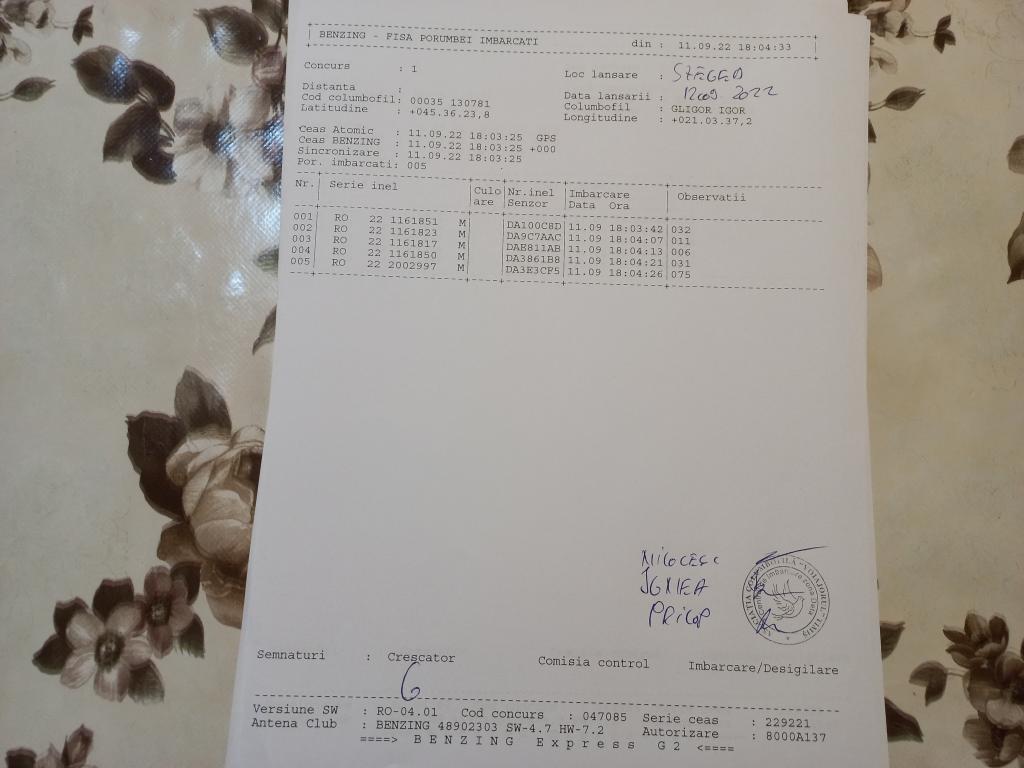 BENZING - FISA PORUMBEI IMBARCATI din : 11.09.22 18:04:33
Concurs : 1 Loc lansare : SZEGED
Distanta : Data lansarii : 12.09.2022
Cod columbofil: 00035 130781 Columbofil : GLIGOR IGOR
Latitudine : +045.36.23,8 Longitudine : +021.03.37,2
Ceas Atomic : 11.09.22 18:03:25 GPS
Ceas BENZING : 11.09.22 18:03:25 +000
Sincronizare : 11.09.22 18:03:25
Por. imbarcati: 005
Nr. Serie inel Culo Nr.inel Imbarcare Observatii
are Senzor Data Ora
001 RO 22 1161851 M DA100C8D 11.09 18:03:42 032
002 RO 22 1161823 M DA9C7AAC 11.09 18:04:07 011
003 RO 22 1161817 M DAE811AB 11.09 18:04:13 006
004 RO 22 1161850 M DA3861B8 11.09 18:04:21 031
005 RO 22 2002997 M DA3E3CF5 11.09 18:04:26 075
PRICOP
Semnaturi : Crescator Comisia control Imbarcare/Desigilare
Versiune SW : RO-04.01 Cod concurs : 047085 Serie ceas : 229221
Antena Club : BENZING 48902303 SW-4.7 HW-7.2 Autorizare : 8000A137
====> BENZING Express G2 <====